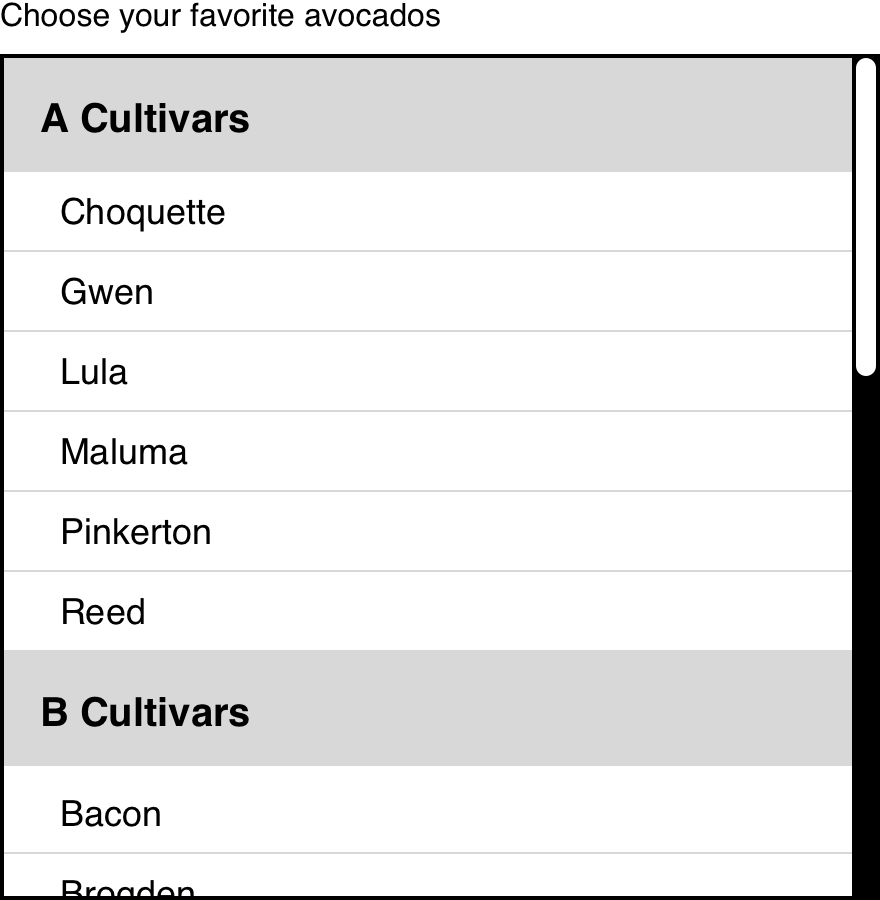 Choose your favorite avocados
A Cultivars
Choquette
Gwen
Lula
Maluma
Pinkerton
Reed
B Cultivars
Bacon
Brogden